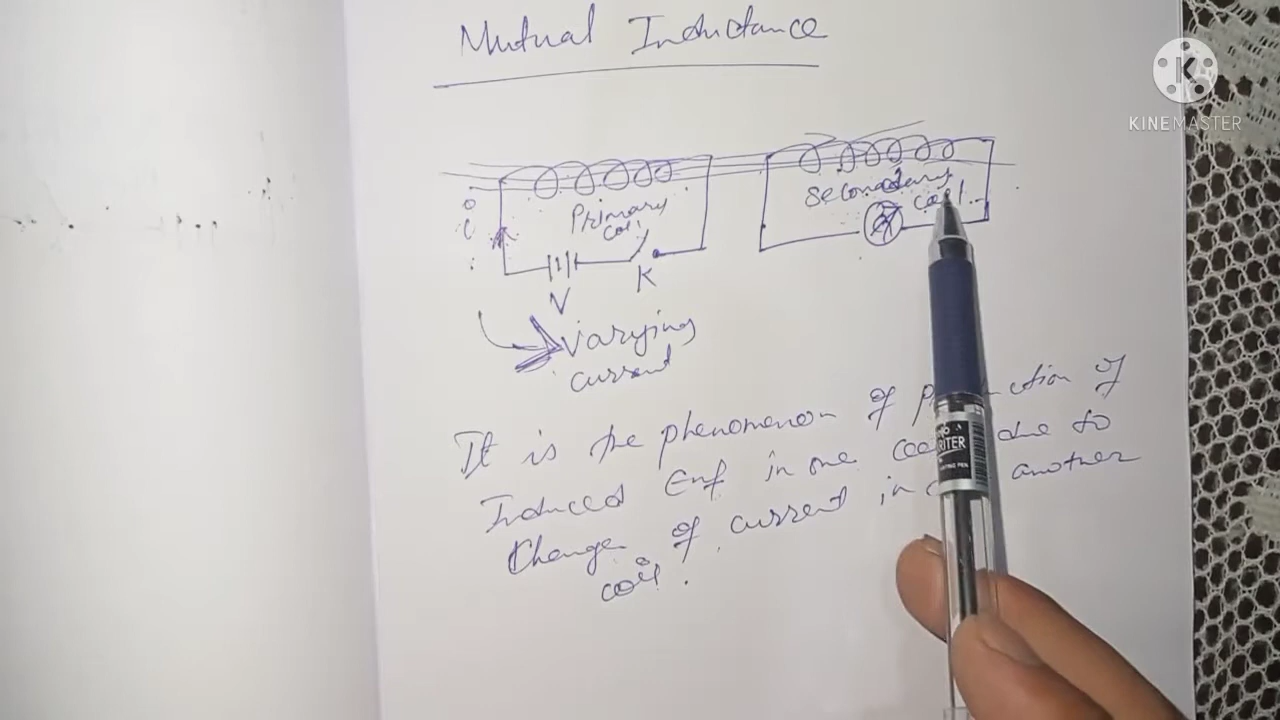 Mutual Inductance
KINEMASTER
Primary
coil
Secondary
coil
V
K
Varying
current
It is the phenomenon of of
Induced Emf in one due to
Change of current in another
coil.